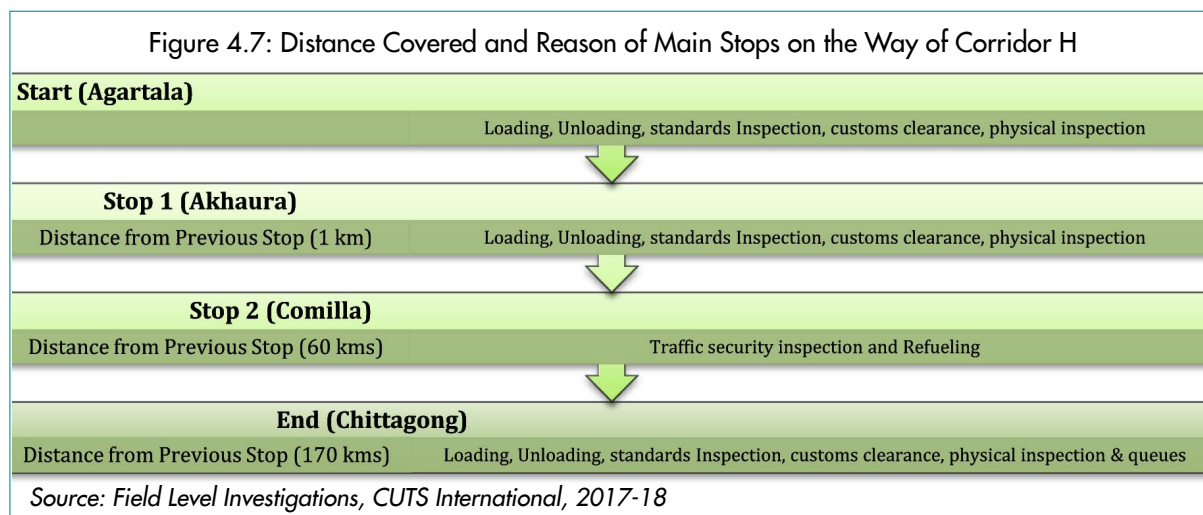 Figure 4.7: Distance Covered and Reason of Main Stops on the Way of Corridor H
Start (Agartala)
Loading, Unloading, standards Inspection, customs clearance, physical inspection
Stop 1 (Akhaura)
Distance from Previous Stop (1 km) Loading, Unloading, standards Inspection, customs clearance, physical inspection
Stop 2 (Comilla)
Distance from Previous Stop (60 kms) Traffic security inspection and Refueling
End (Chittagong)
Distance from Previous Stop (170 kms) Loading, Unloading, standards Inspection, customs clearance, physical inspection & queues
Source: Field Level Investigations, CUTS International, 2017-18